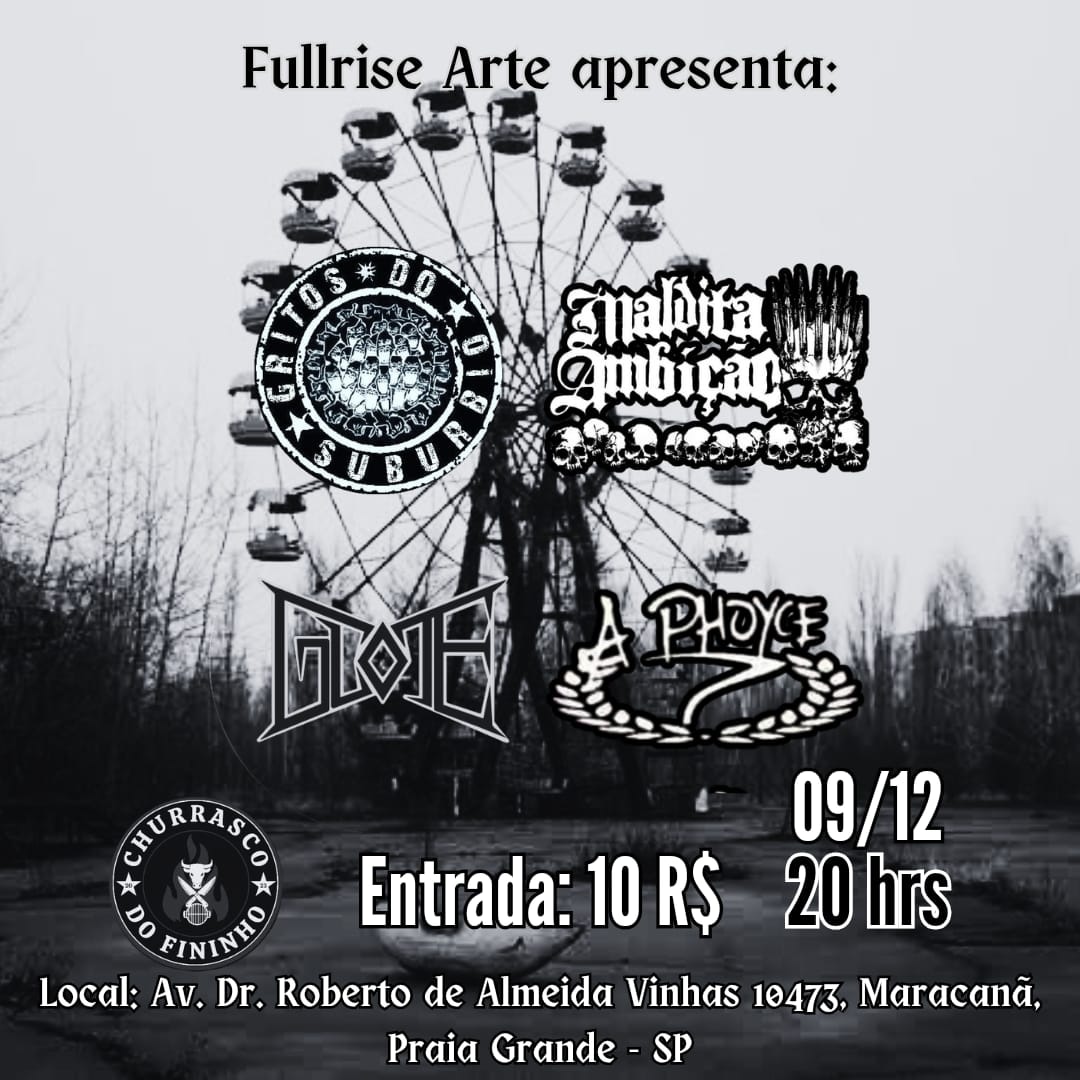 Fullrise Arte apresenta:
GRITOS DO SUBURBIO
Maldita
Ambição
GLOTE
A PHOYCE
09/12
20 hrs
Entrada: 10 R$
CHURRASCO
DO FININHO
Local: Av. Dr. Roberto de Almeida Vinhas 10473, Maracanã,
Praia Grande - SP